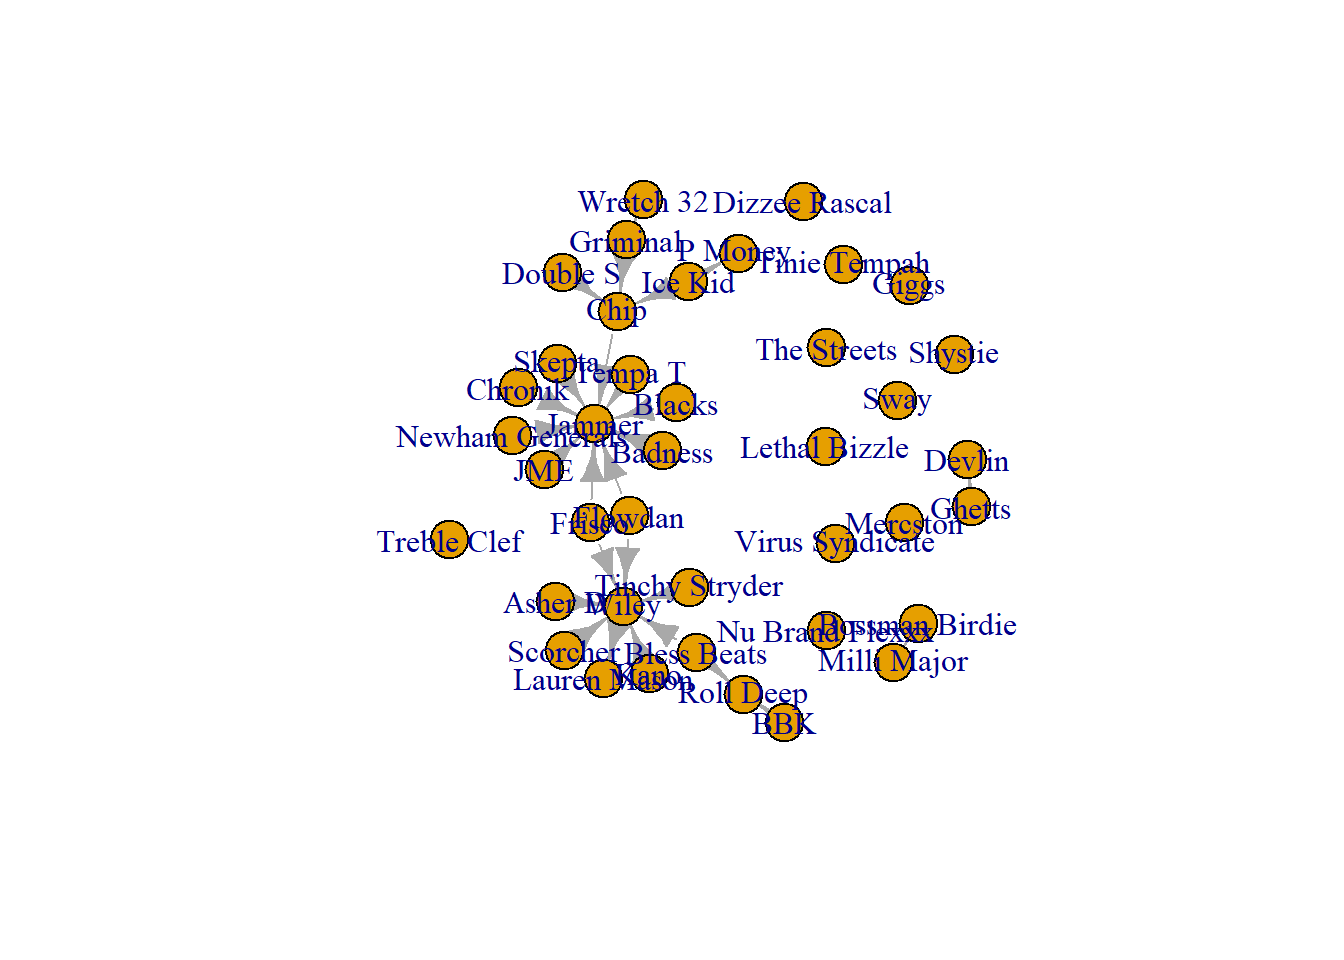 Wretch 32
Dizzee Rascal
Griminal
P Money
Tinie Tempah
Double S
Ice Kid
Giggs
Chip
The Streets
Shystie
Skepta
Tempa T
Chronik
Blacks
Sway
Jammer
Newham Generals
Badness
Lethal Bizzle
Devlin
JME
Ghetts
Frisco
Flowdan
Mercston
Treble Clef
Virus Syndicate
Tinchy Stryder
Asher D
Wiley
Nu Brand Flexxx
Bossman Birdie
Scorcher
Bless Beats
Milli Major
Lauren Mason
Kano
Roll Deep
BBK